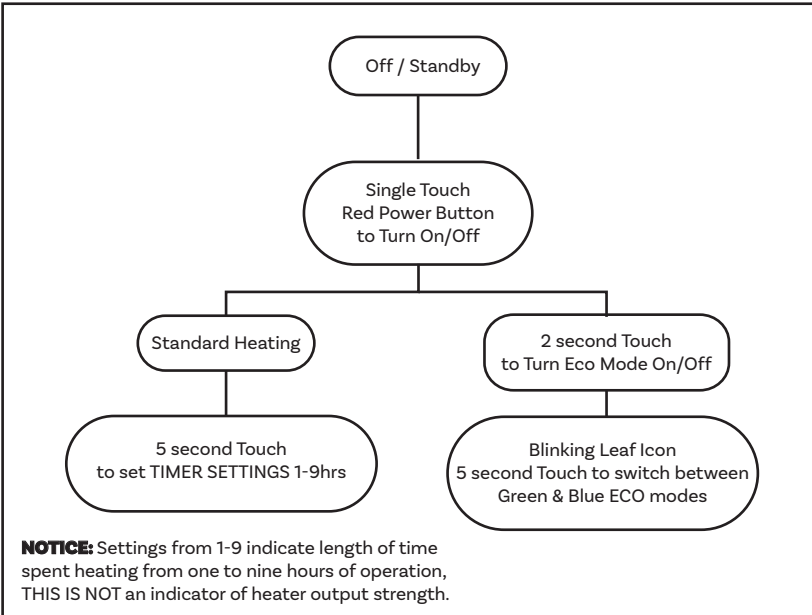 Off / Standby
Single Touch
Red Power Button
to Turn On/Off
Standard Heating
5 second Touch
to set TIMER SETTINGS 1-9hrs
2 second Touch
to Turn Eco Mode On/Off
Blinking Leaf Icon
5 second Touch to switch between
Green & Blue ECO modes
NOTICE: Settings from 1-9 indicate length of time
spent heating from one to nine hours of operation,
THIS IS NOT an indicator of heater output strength.